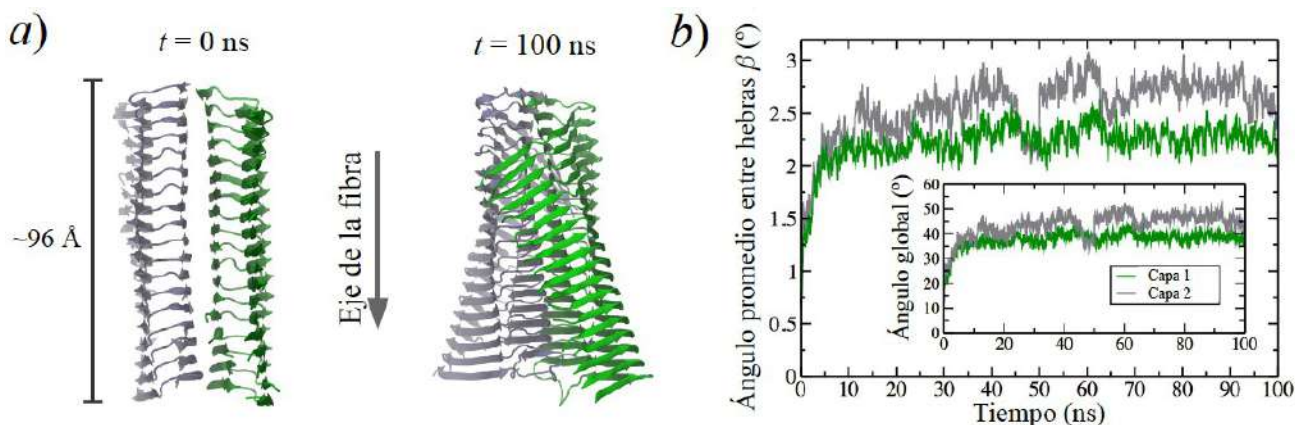 a)
t = 0 ns
t = 100 ns
~96 Å
Eje de la fibra
b)
Ángulo promedio entre hebras β (º)
3
2.5
2
1.5
1
0.5
0
0 10 20 30 40 50 60 70 80 90 100
Tiempo (ns)
Ángulo global (º)
60
50
40
30
20
10
0
0 20 40 60 80 100
Capa 1
Capa 2